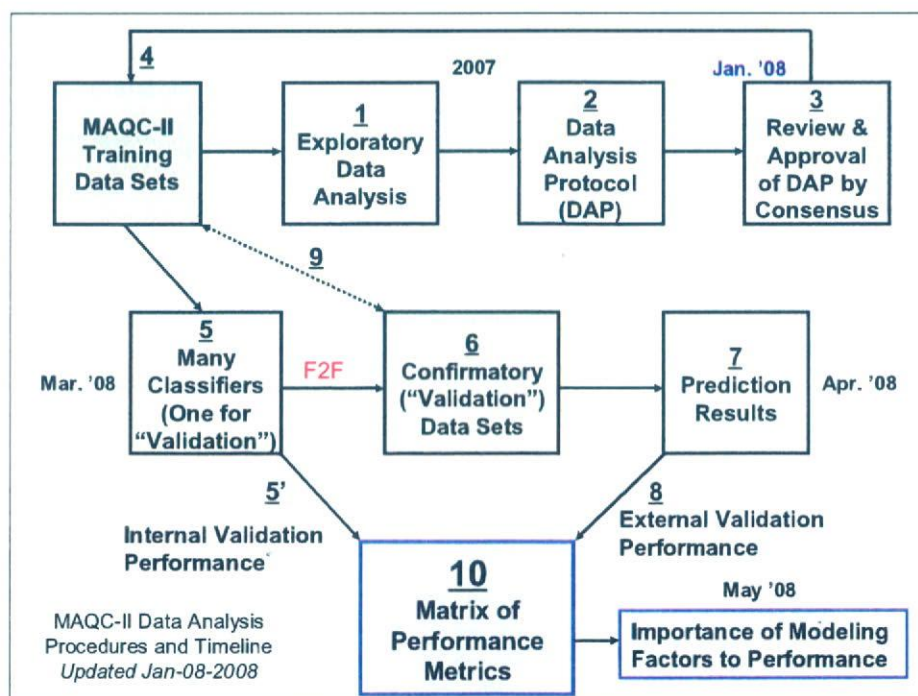 4
2007
Jan. '08
MAQC-II
Training
Data Sets
1
Exploratory
Data
Analysis
2
Data
Analysis
Protocol
(DAP)
3
Review &
Approval
of DAP by
Consensus
9
Mar. '08
5
Many
Classifiers
(One for
“Validation”)
F2F
6
Confirmatory
(“Validation”)
Data Sets
7
Prediction
Results
Apr. '08
5'
Internal Validation
Performance
8
External Validation
Performance
10
Matrix of
Performance
Metrics
May '08
Importance of Modeling
Factors to Performance
MAQC-II Data Analysis
Procedures and Timeline
Updated Jan-08-2008